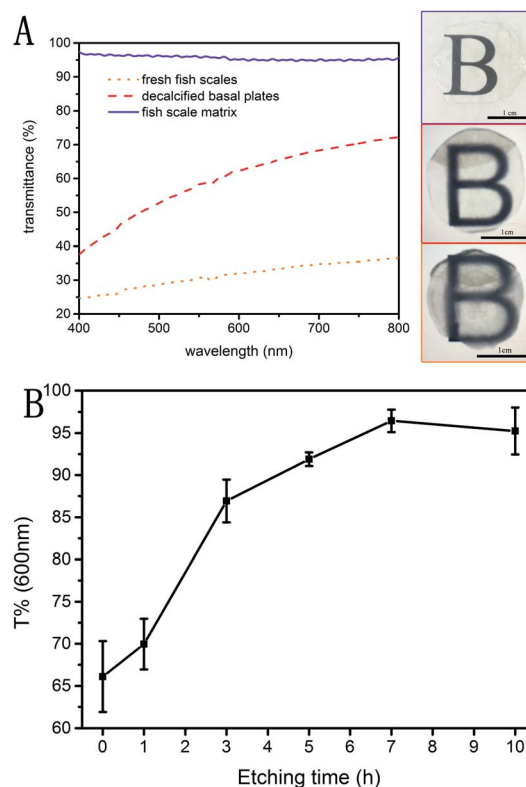 A
100
95
90
80
70
60
50
40
30
20
transmittance (%)
fresh fish scales
decalcified basal plates
fish scale matrix
400
500
600
700
800
wavelength (nm)
B
1 cm
B
1cm
B
1cm
B
100
95
90
85
80
75
70
65
60
T% (600nm)
0
1
2
3
4
5
6
7
8
9
10
Etching time (h)